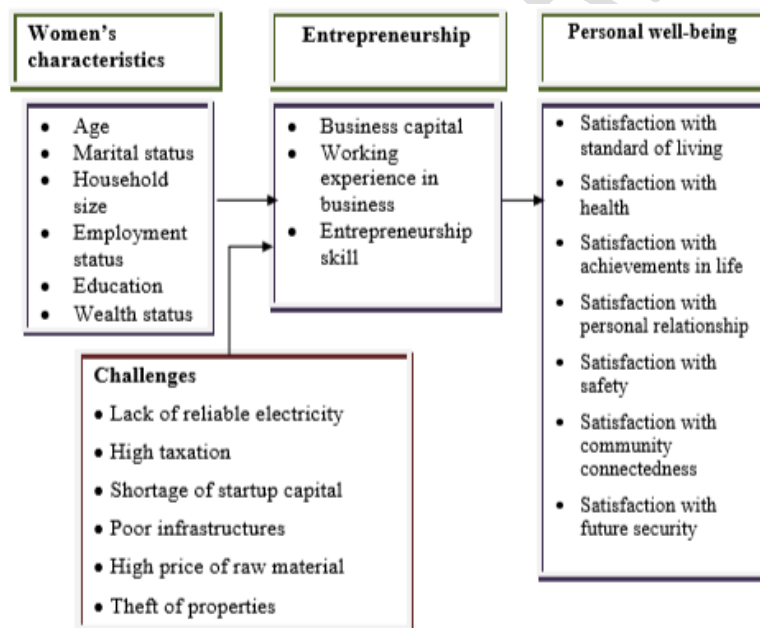 Women's
characteristics
• Age
• Marital status
• Household
size
• Employment
status
• Education
• Wealth status
Entrepreneurship
• Business capital
• Working
experience in
business
• Entrepreneurship
skill
Personal well-being
• Satisfaction with
standard of living
• Satisfaction with
health
• Satisfaction with
achievements in life
• Satisfaction with
personal relationship
• Satisfaction with
safety
• Satisfaction with
community
connectedness
• Satisfaction with
future security
Challenges
• Lack of reliable electricity
• High taxation
• Shortage of startup capital
• Poor infrastructures
• High price of raw material
• Theft of properties